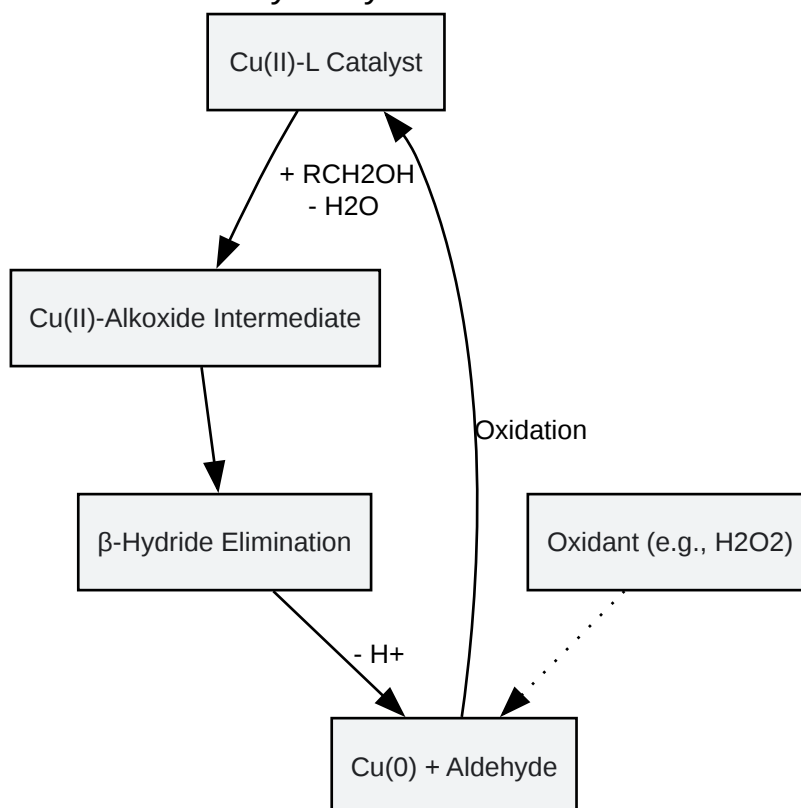 Cu(II)-L Catalyst
+ RCH2OH
- H2O
Cu(II)-Alkoxide Intermediate
Oxidation
β-Hydride Elimination
Oxidant (e.g., H2O2)
- H+
Cu(0) + Aldehyde